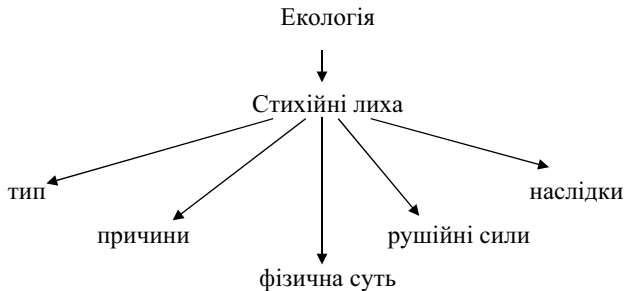 Екологія
Стихійні лиха
тип
наслідки
причини
рушійні сили
фізична суть